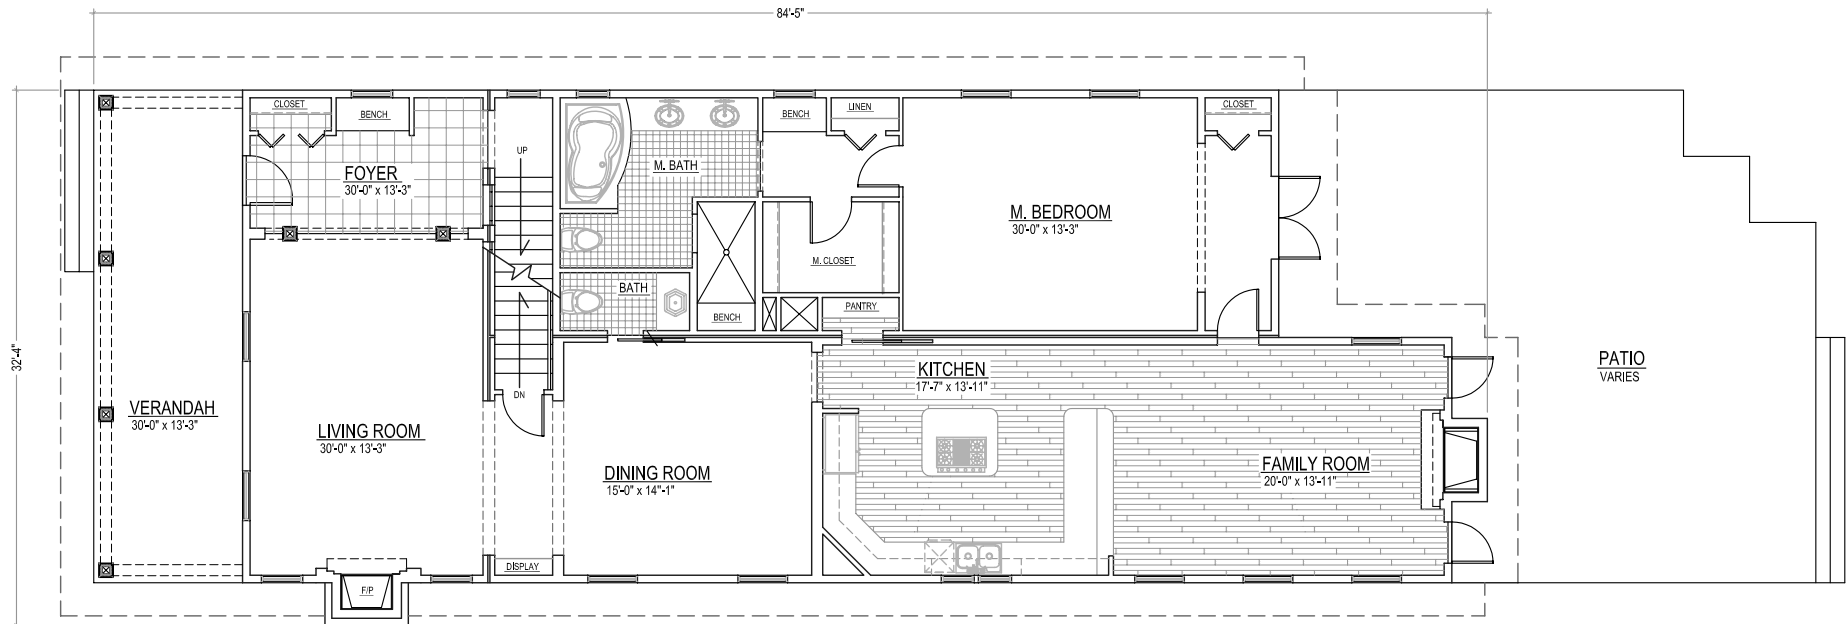 84'-5"
32'-4"
CLOSET
BENCH
FOYER
30'-0" x 13'-3"
UP
M. BATH
BENCH
LINEN
M. CLOSET
BATH
BENCH
PANTRY
M. BEDROOM
30'-0" x 13'-3"
CLOSET
VERANDAH
30'-0" x 13'-3"
LIVING ROOM
30'-0" x 13'-3"
F/P
DN
DISPLAY
DINING ROOM
15'-0" x 14"-1"
KITCHEN
17'-7" x 13'-11"
FAMILY ROOM
20'-0" x 13'-11"
PATIO
VARIES